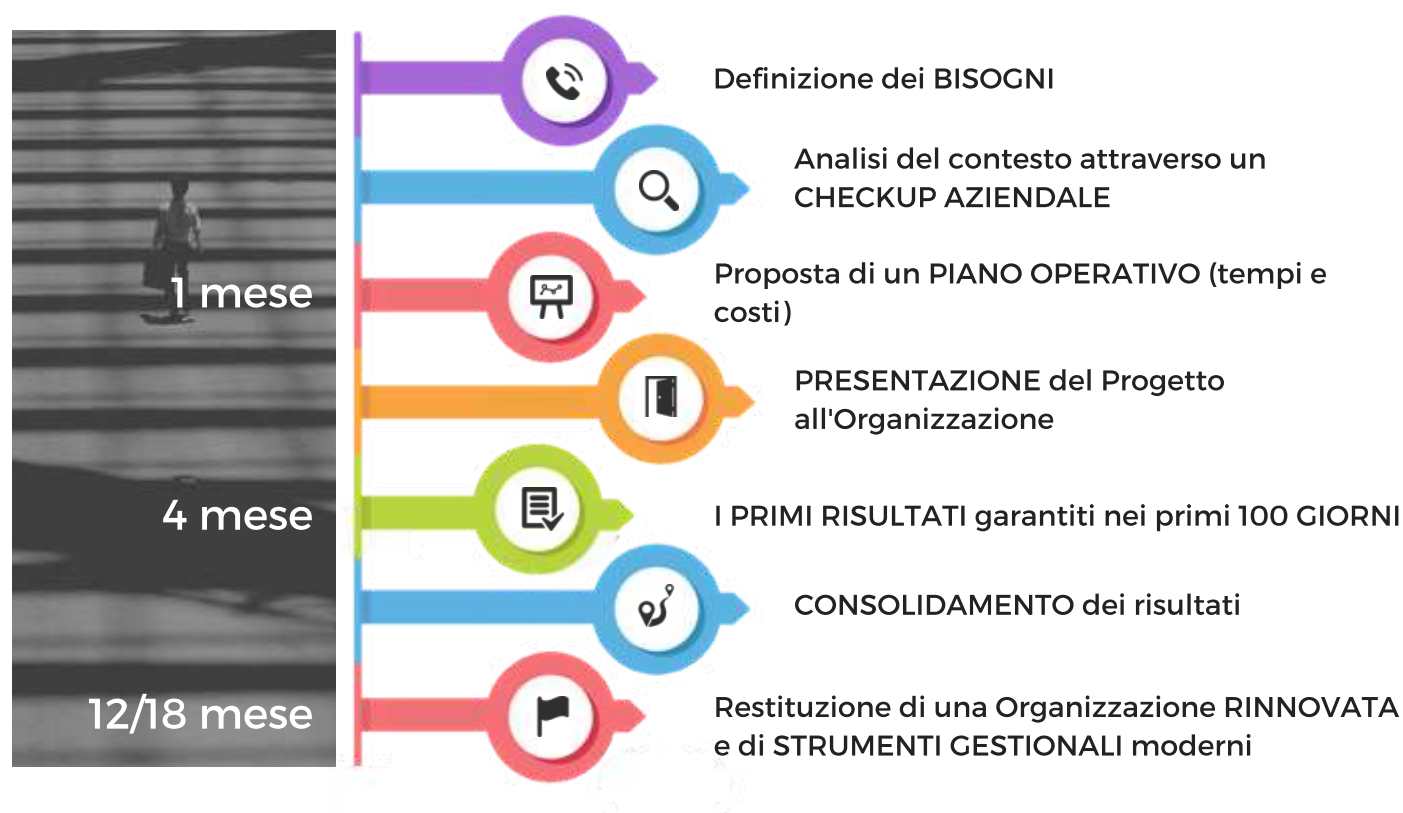 Definizione dei BISOGNI
Analisi del contesto attraverso un
CHECKUP AZIENDALE
1 mese
Proposta di un PIANO OPERATIVO (tempi e
costi)
PRESENTAZIONE del Progetto
all'Organizzazione
4 mese
I PRIMI RISULTATI garantiti nei primi 100 GIORNI
CONSOLIDAMENTO dei risultati
12/18 mese
Restituzione di una Organizzazione RINNOVATA
e di STRUMENTI GESTIONALI moderni